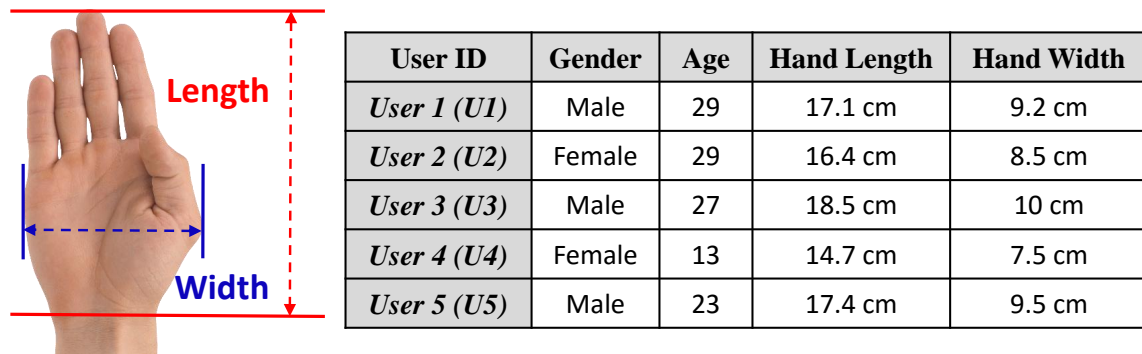 Length
Width
User ID Gender Age Hand Length Hand Width
User 1 (U1) Male 29 17.1 cm 9.2 cm
User 2 (U2) Female 29 16.4 cm 8.5 cm
User 3 (U3) Male 27 18.5 cm 10 cm
User 4 (U4) Female 13 14.7 cm 7.5 cm
User 5 (U5) Male 23 17.4 cm 9.5 cm